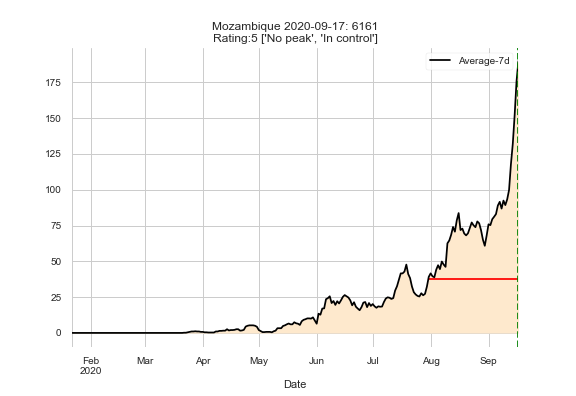 Mozambique 2020-09-17: 6161
Rating:5 ['No peak', 'In control']
Average-7d
175
150
125
100
75
50
25
0
Feb Mar Apr May Jun Jul Aug Sep
2020
Date